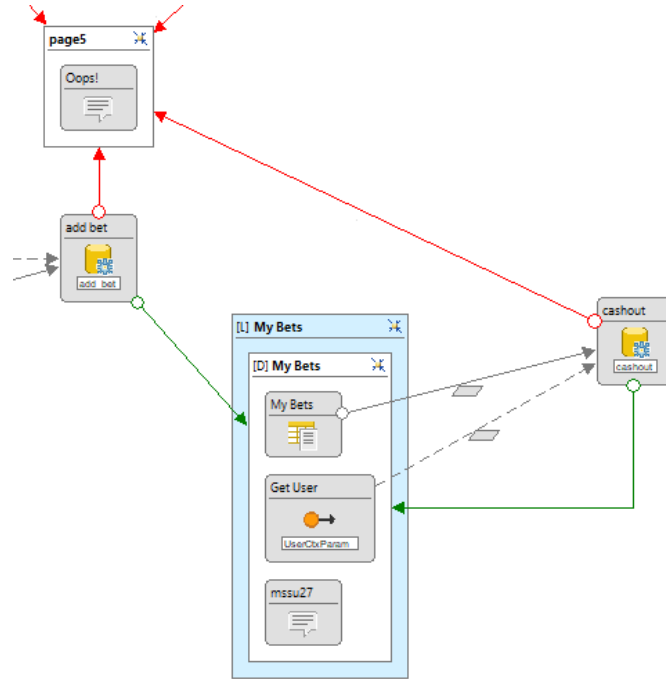 page5
Oops!
add bet
add_bet
[L] My Bets
[D] My Bets
My Bets
Get User
UserCtxParam
mssu27
cashout
cashout